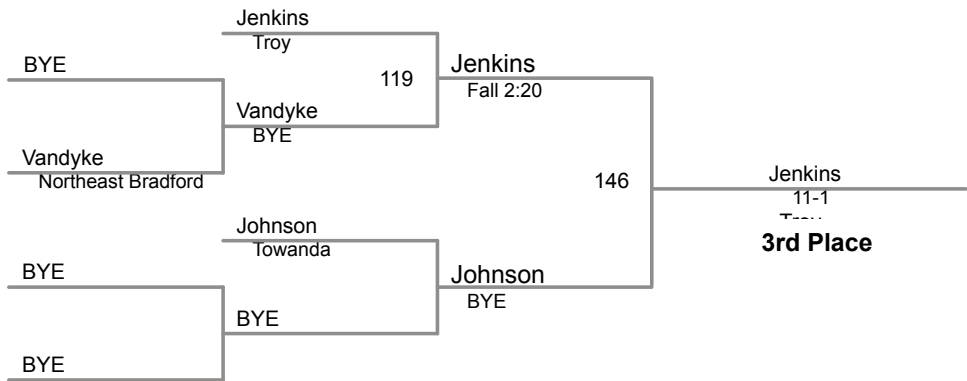 Jenkins
Troy
BYE
119
Jenkins
Fall 2:20
Vandyke
BYE
Vandyke
Northeast Bradford
146
Jenkins
11-1
3rd Place
Johnson
Towanda
BYE
Johnson
BYE
BYE
BYE